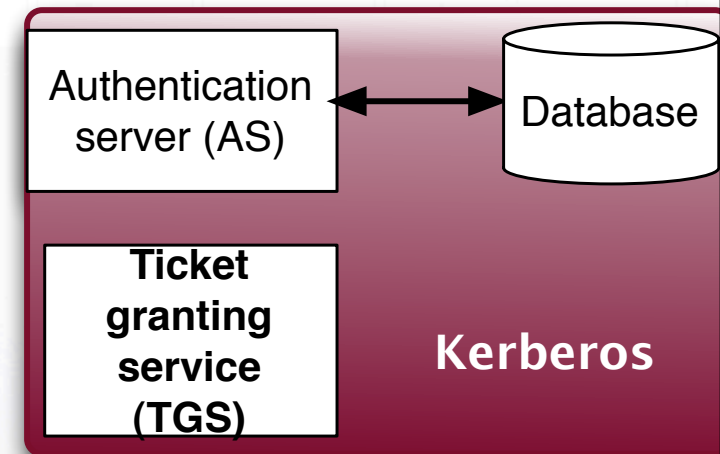 Authentication
server (AS)
Database
Ticket
granting
service
(TGS)
Kerberos